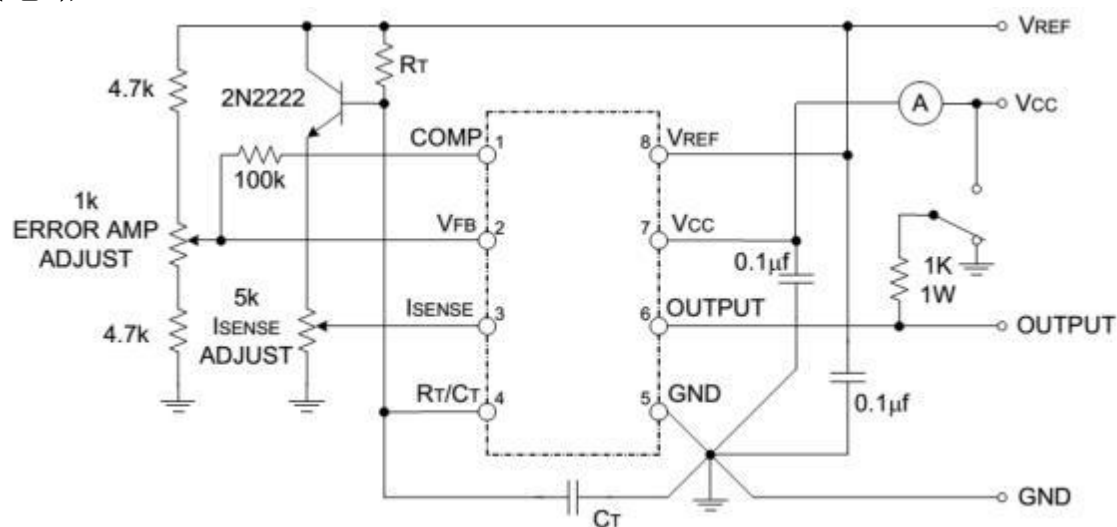 VREF
RT
4.7k
2N2222
A
VCC
COMP
1
8
VREF
100k
1k
ERROR AMP
ADJUST
VFB
2
7
VCC
0.1µf
1K
1W
5k
ISENSE
ADJUST
ISENSE
3
6
OUTPUT
OUTPUT
4.7k
RT/CT
4
5
GND
0.1µf
GND
CT